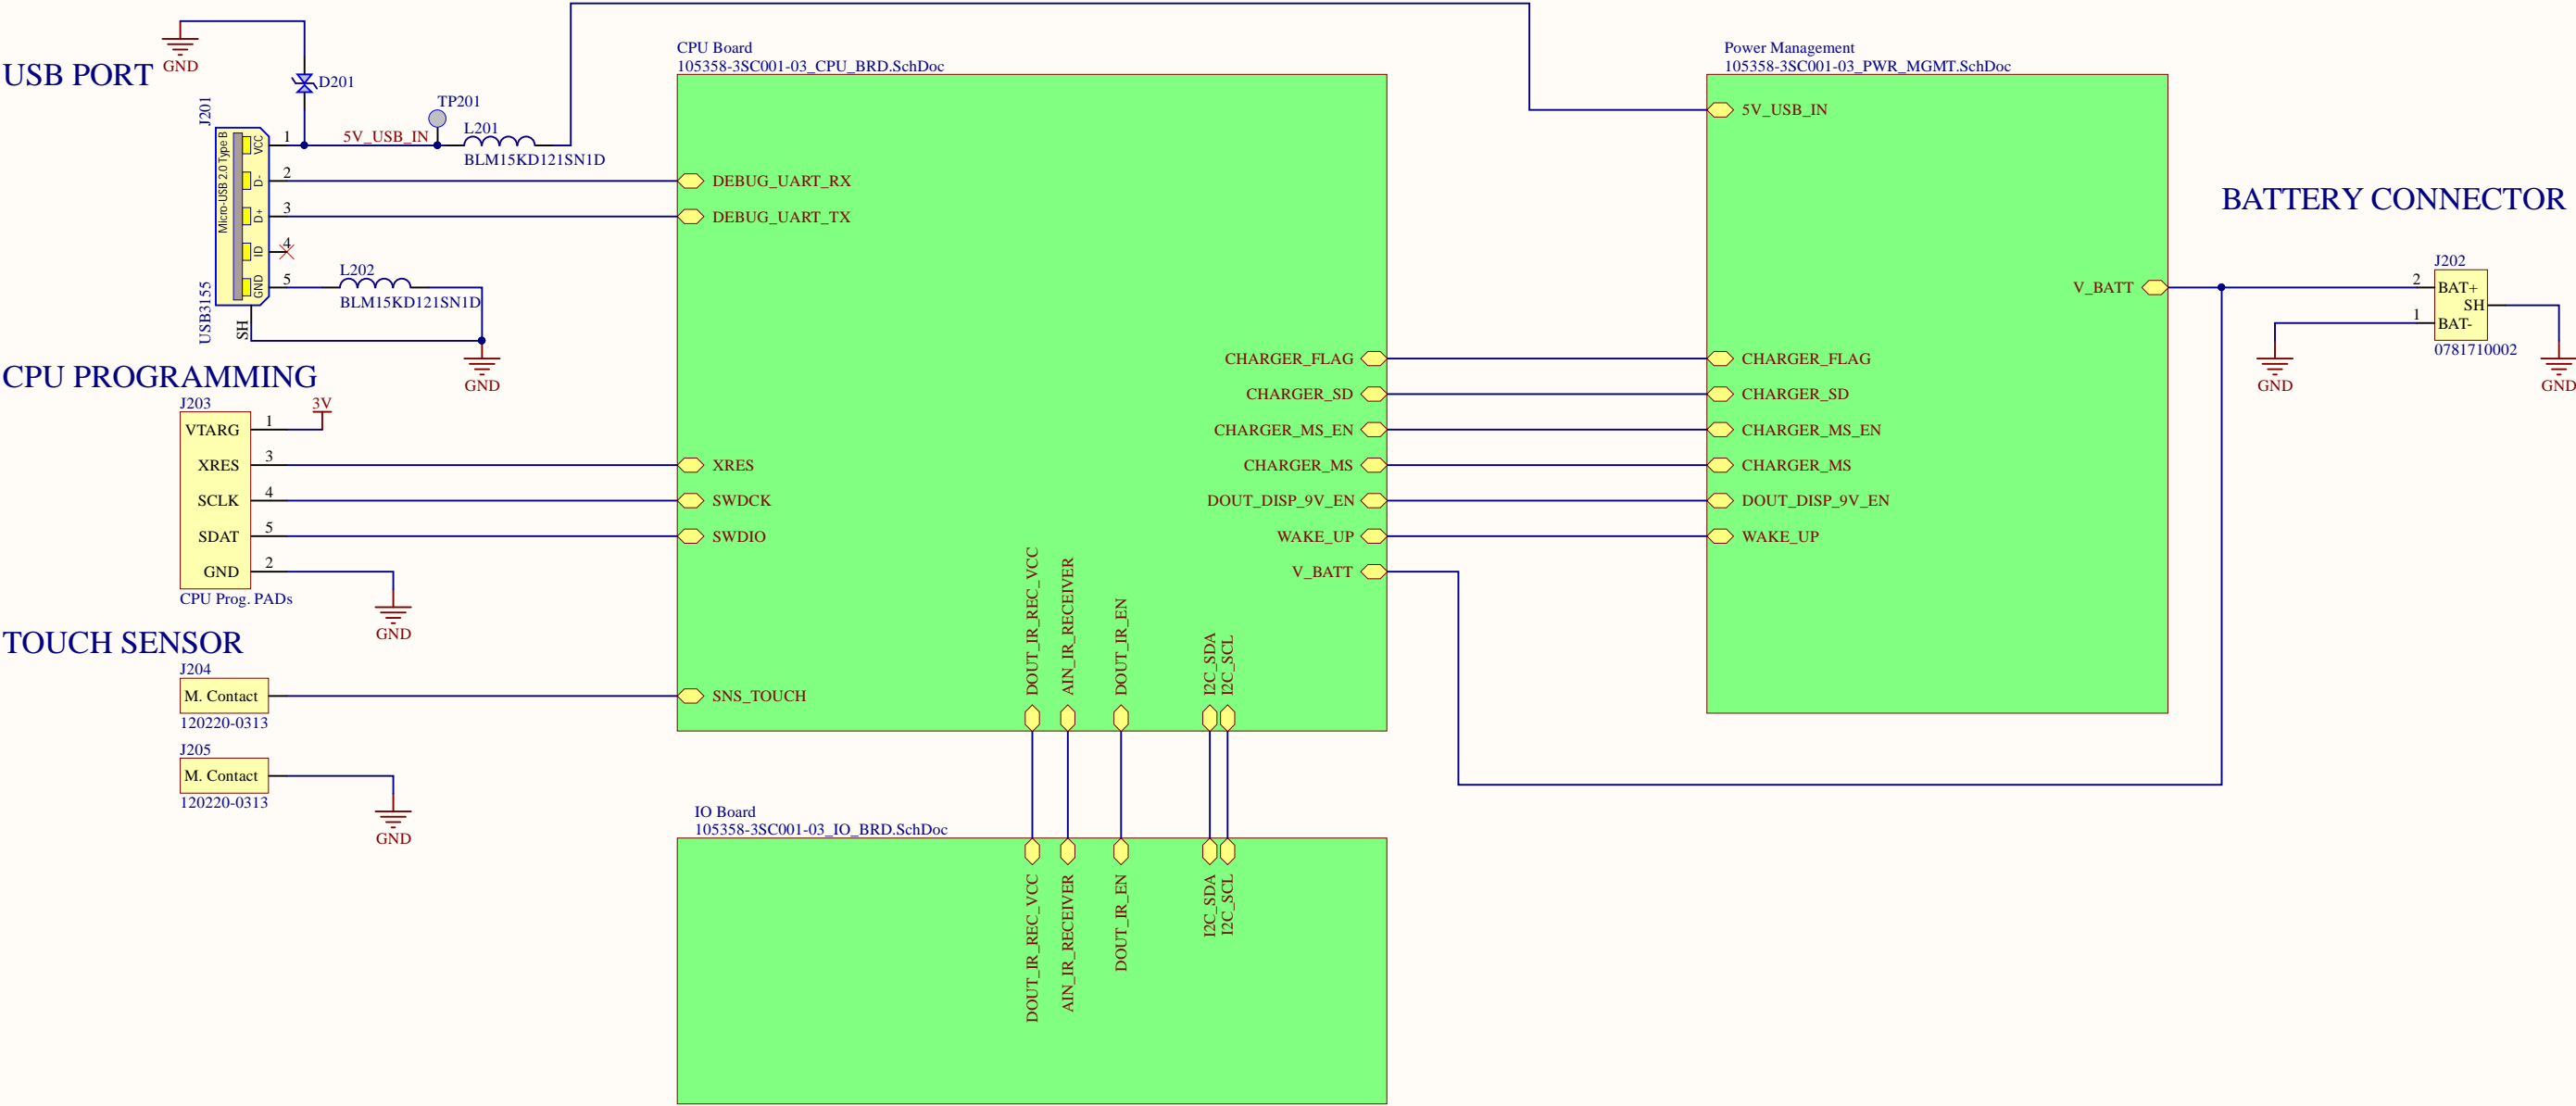 USB PORT
GND
D201
J201
Micro-USB 2.0 Type B
VCC
D-
D+
ID
GND
1
2
3
4
5
SH
USB3155
5V_USB_IN
TP201
L201
BLM15KD121SN1D
L202
BLM15KD121SN1D
GND
CPU PROGRAMMING
J203
VTARG
XRES
SCLK
SDAT
GND
1
3
4
5
2
3V
CPU Prog. PADs
GND
TOUCH SENSOR
J204
M. Contact
120220-0313
J205
M. Contact
120220-0313
GND
CPU Board
105358-3SC001-03_CPU_BRD.SchDoc
DEBUG_UART_RX
DEBUG_UART_TX
XRES
SWDCK
SWDIO
SNS_TOUCH
CHARGER_FLAG
CHARGER_SD
CHARGER_MS_EN
CHARGER_MS
DOUT_DISP_9V_EN
WAKE_UP
V_BATT
DOUT_IR_REC_VCC
AIN_IR_RECEIVER
DOUT_IR_EN
I2C_SDA
I2C_SCL
IO Board
105358-3SC001-03_IO_BRD.SchDoc
DOUT_IR_REC_VCC
AIN_IR_RECEIVER
DOUT_IR_EN
I2C_SDA
I2C_SCL
Power Management
105358-3SC001-03_PWR_MGMT.SchDoc
5V_USB_IN
V_BATT
CHARGER_FLAG
CHARGER_SD
CHARGER_MS_EN
CHARGER_MS
DOUT_DISP_9V_EN
WAKE_UP
BATTERY CONNECTOR
J202
2
1
BAT+
SH
BAT-
0781710002
GND
GND